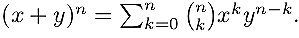 $(x+y)^n = \sum_{k=0}^{n} \binom{n}{k} x^k y^{n-k}.$